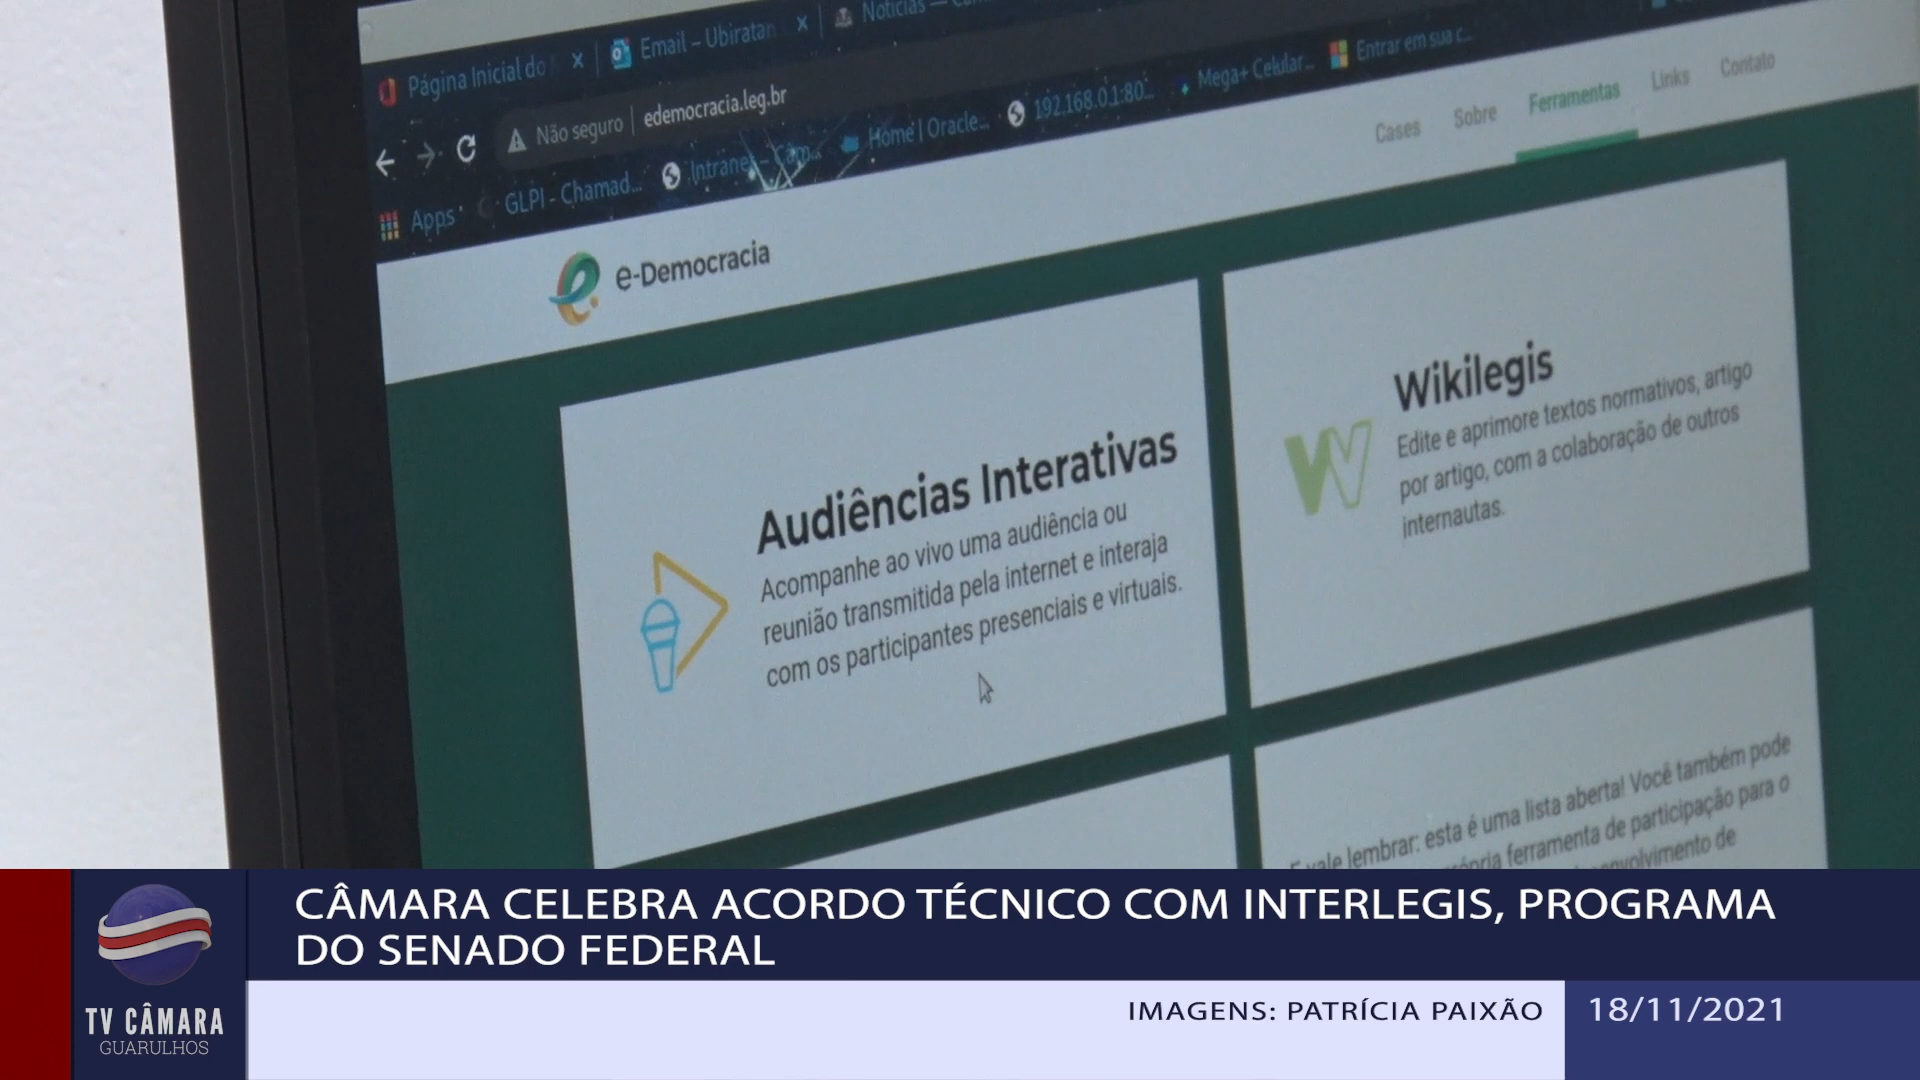 Página Inicial do
Email – Ubiratan
Notícias
Não seguro
edemocracia.leg.br
Apps
GLPI - Chamad...
Intranet – Câm...
Home | Oracle...
192.168.0.1:80...
Mega+ Celular...
Entrar em sua c...
e-Democracia
Cases
Sobre
Ferramentas
Links
Contato
Audiências Interativas
Acompanhe ao vivo uma audiência ou
reunião transmitida pela internet e interaja
com os participantes presenciais e virtuais.
Wikilegis
Edite e aprimore textos normativos, artigo
por artigo, com a colaboração de outros
internautas.
vale lembrar: esta é uma lista aberta! Você também pode
ferramenta de participação para o
de
CÂMARA CELEBRA ACORDO TÉCNICO COM INTERLEGIS, PROGRAMA
DO SENADO FEDERAL
TV CÂMARA
GUARULHOS
IMAGENS: PATRÍCIA PAIXÃO
18/11/2021